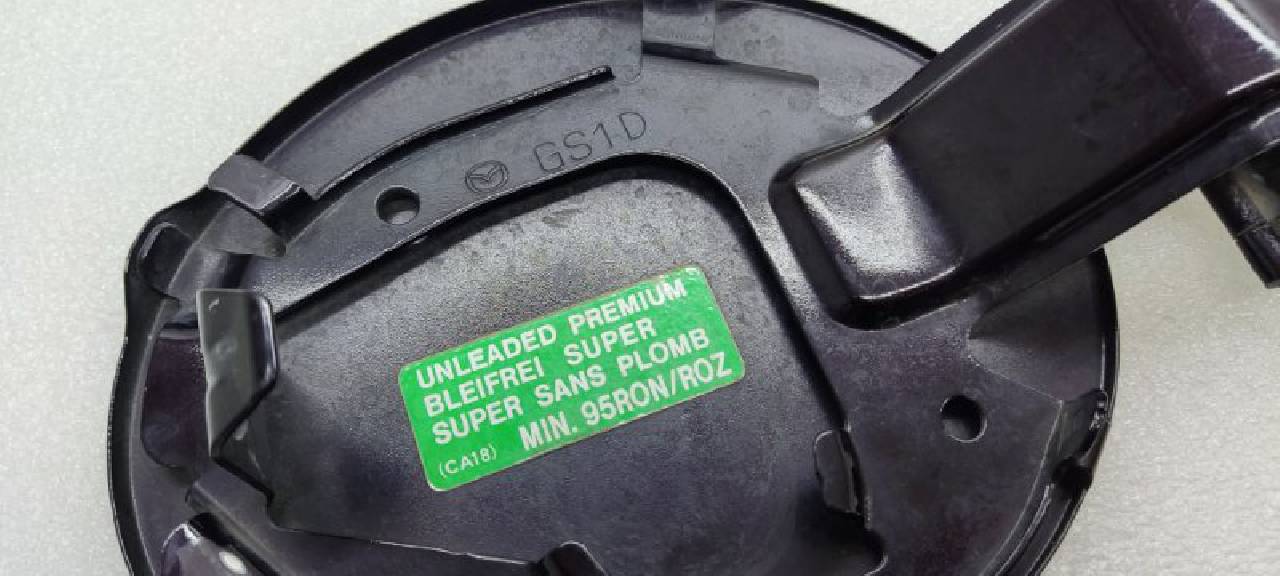 GS1D
UNLEADED PREMIUM
BLEIFREI SUPER
SUPER SANS PLOMB
(CA18) MIN. 95RON/ROZ